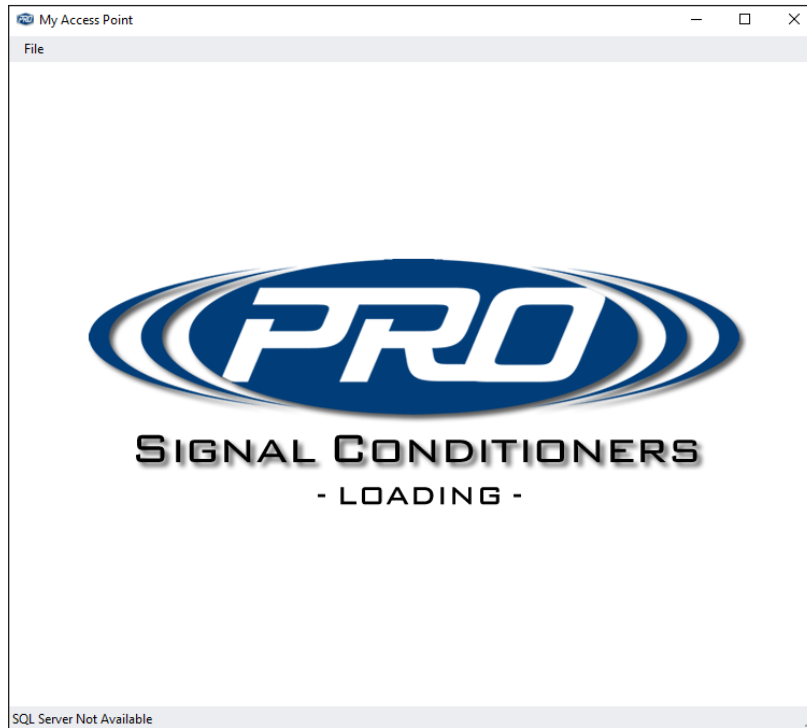 My Access Point
File
PRO
SIGNAL CONDITIONERS
- LOADING -
SQL Server Not Available